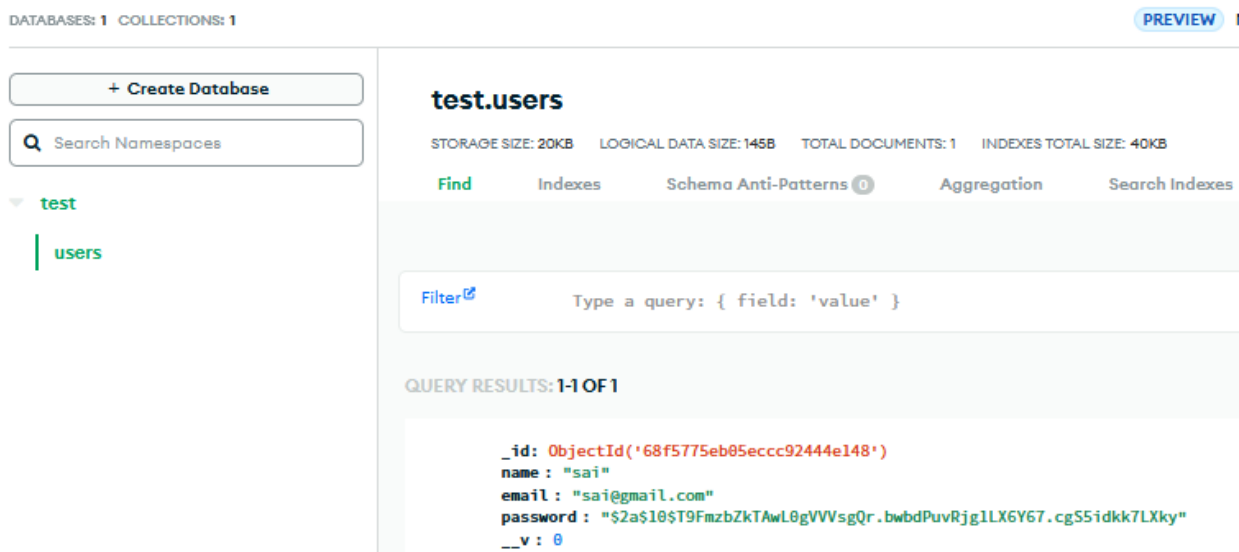 DATABASES: 1 COLLECTIONS: 1
PREVIEW
+ Create Database
Search Namespaces
test
users
test.users
STORAGE SIZE: 20KB LOGICAL DATA SIZE: 145B TOTAL DOCUMENTS: 1 INDEXES TOTAL SIZE: 40KB
Find Indexes Schema Anti-Patterns 0 Aggregation Search Indexes
Filter Type a query: { field: 'value' }
QUERY RESULTS: 1-1 OF 1
_id: ObjectId('68f5775eb05eccc92444e148')
name : "sai"
email : "sai@gmail.com"
password : "$2a$10$T9FmzbZkTAwL0gVVVsgQr.bwbdPuvRjglLX6Y67.cgS5idkk7LXky"
__v : 0